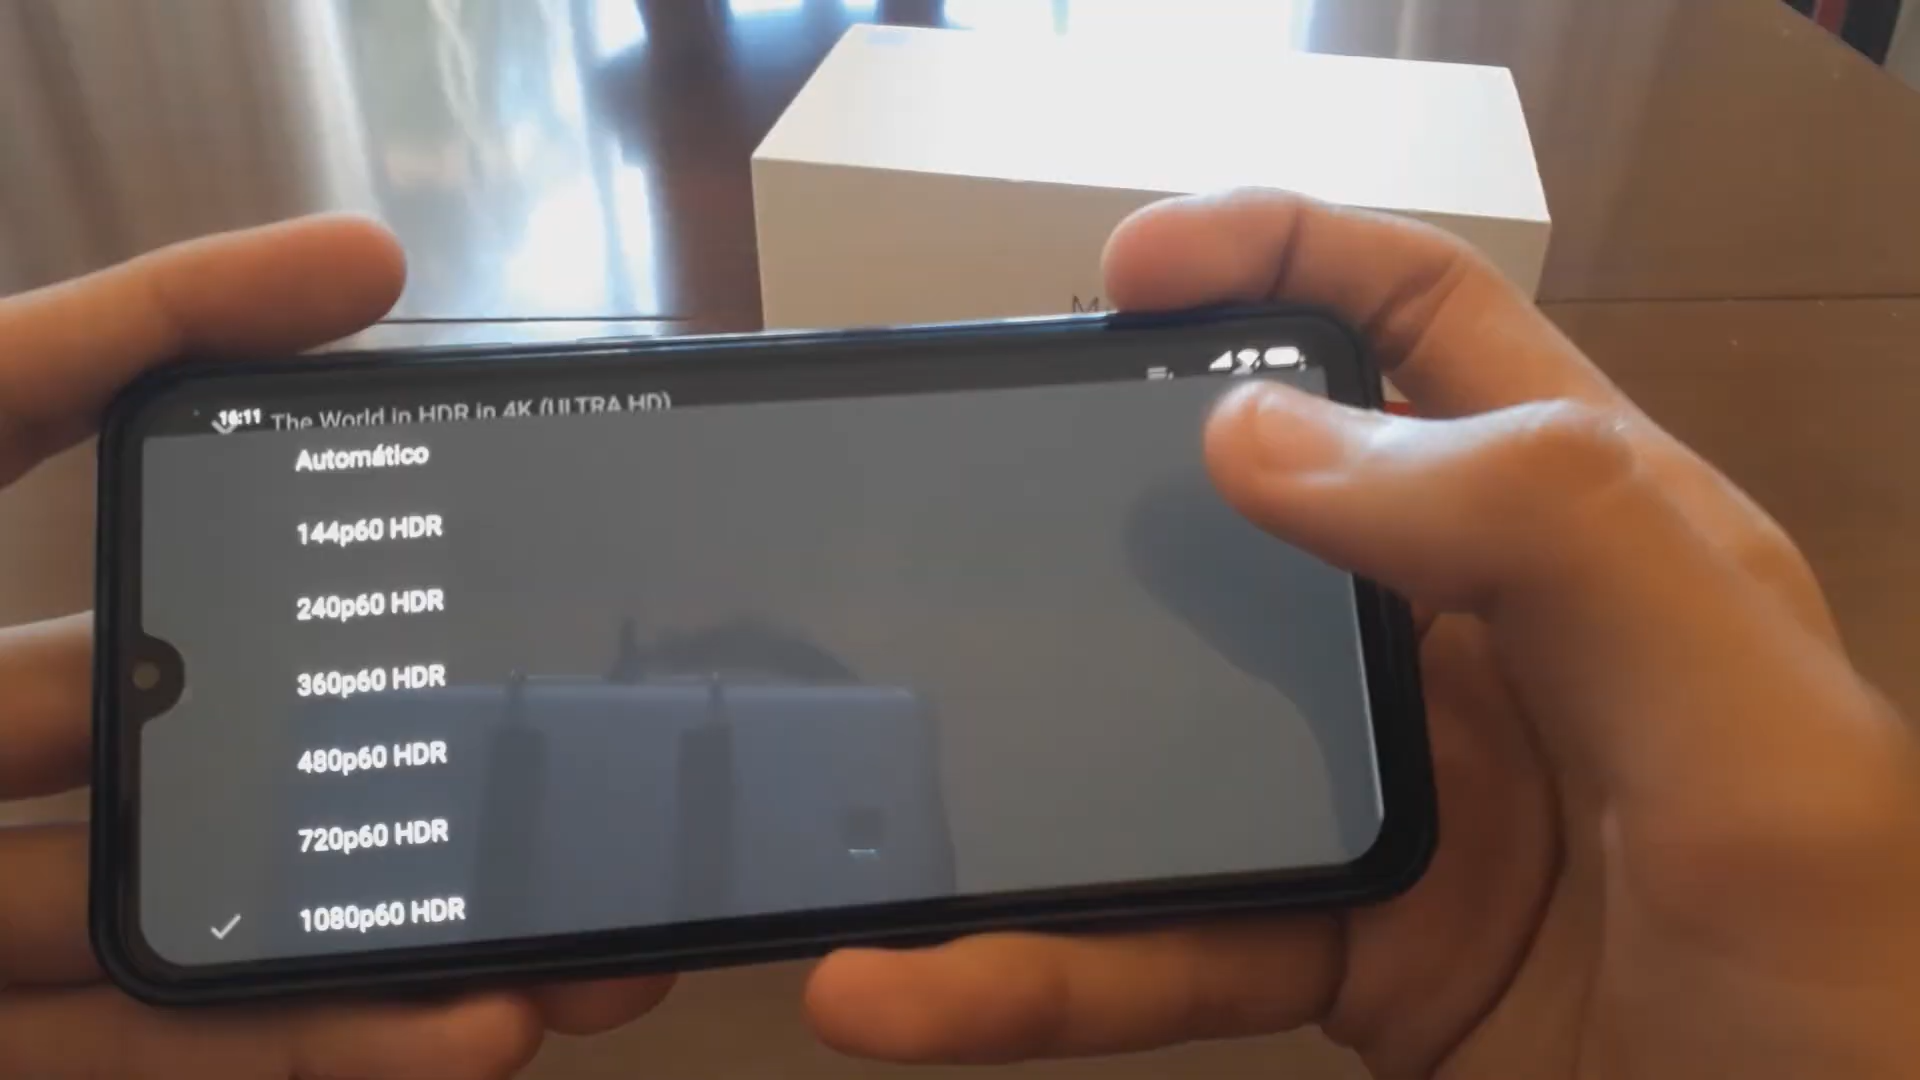 16:11 The World in HDR in 4K (ULTRA HD)
Automático
144p60 HDR
240p60 HDR
360p60 HDR
480p60 HDR
720p60 HDR
1080p60 HDR